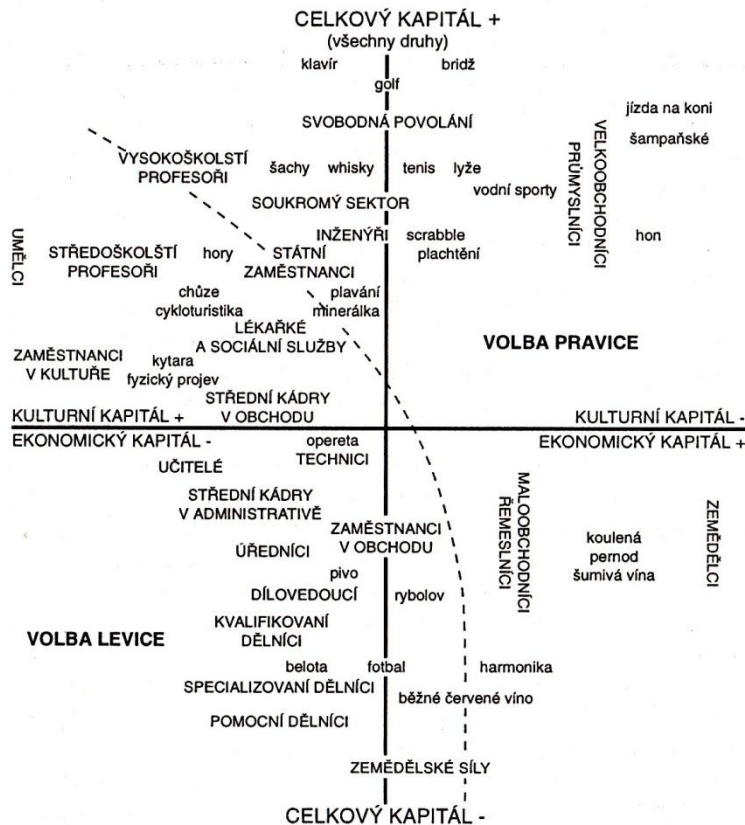 CELKOVÝ KAPITÁL +
(všechny druhy)
klavír
bridž
golf
jízda na koni
SVOBODNÁ POVOLÁNÍ
šampaňské
VELKOOBCHODNÍCI
PRŮMYSLNÍCI
VYSOKOŠKOLSTÍ
PROFESOŘI
šachy
whisky
tenis
lyže
vodní sporty
SOUKROMÝ SEKTOR
UMĚLCI
INŽENÝŘI
scrabble
hon
STŘEDOŠKOLŠTÍ
PROFESOŘI
hory
STÁTNÍ
ZAMĚSTNANCI
plachtění
chůze
cykloturistika
plavání
minerálka
LÉKAŘKÉ
A SOCIÁLNÍ SLUŽBY
VOLBA PRAVICE
ZAMĚSTNANCI
V KULTUŘE
kytara
fyzický projev
STŘEDNÍ KÁDRY
V OBCHODU
KULTURNÍ KAPITÁL +
KULTURNÍ KAPITÁL -
EKONOMICKÝ KAPITÁL -
EKONOMICKÝ KAPITÁL +
opereta
TECHNICI
UČITELÉ
STŘEDNÍ KÁDRY
V ADMINISTRATIVĚ
MALOOBCHODNÍCI
ŘEMESLNÍCI
ZEMĚDĚLCI
ZAMĚSTNANCI
V OBCHODU
koulená
pernod
šumivá vína
ÚŘEDNÍCI
pivo
DÍLOVEDOUCÍ
rybolov
KVALIFIKOVANÍ
DĚLNÍCI
VOLBA LEVICE
belota
fotbal
harmonika
SPECIALIZOVANÍ DĚLNÍCI
běžné červené víno
POMOCNÍ DĚLNÍCI
ZEMĚDĚLSKÉ SÍLY
CELKOVÝ KAPITÁL -